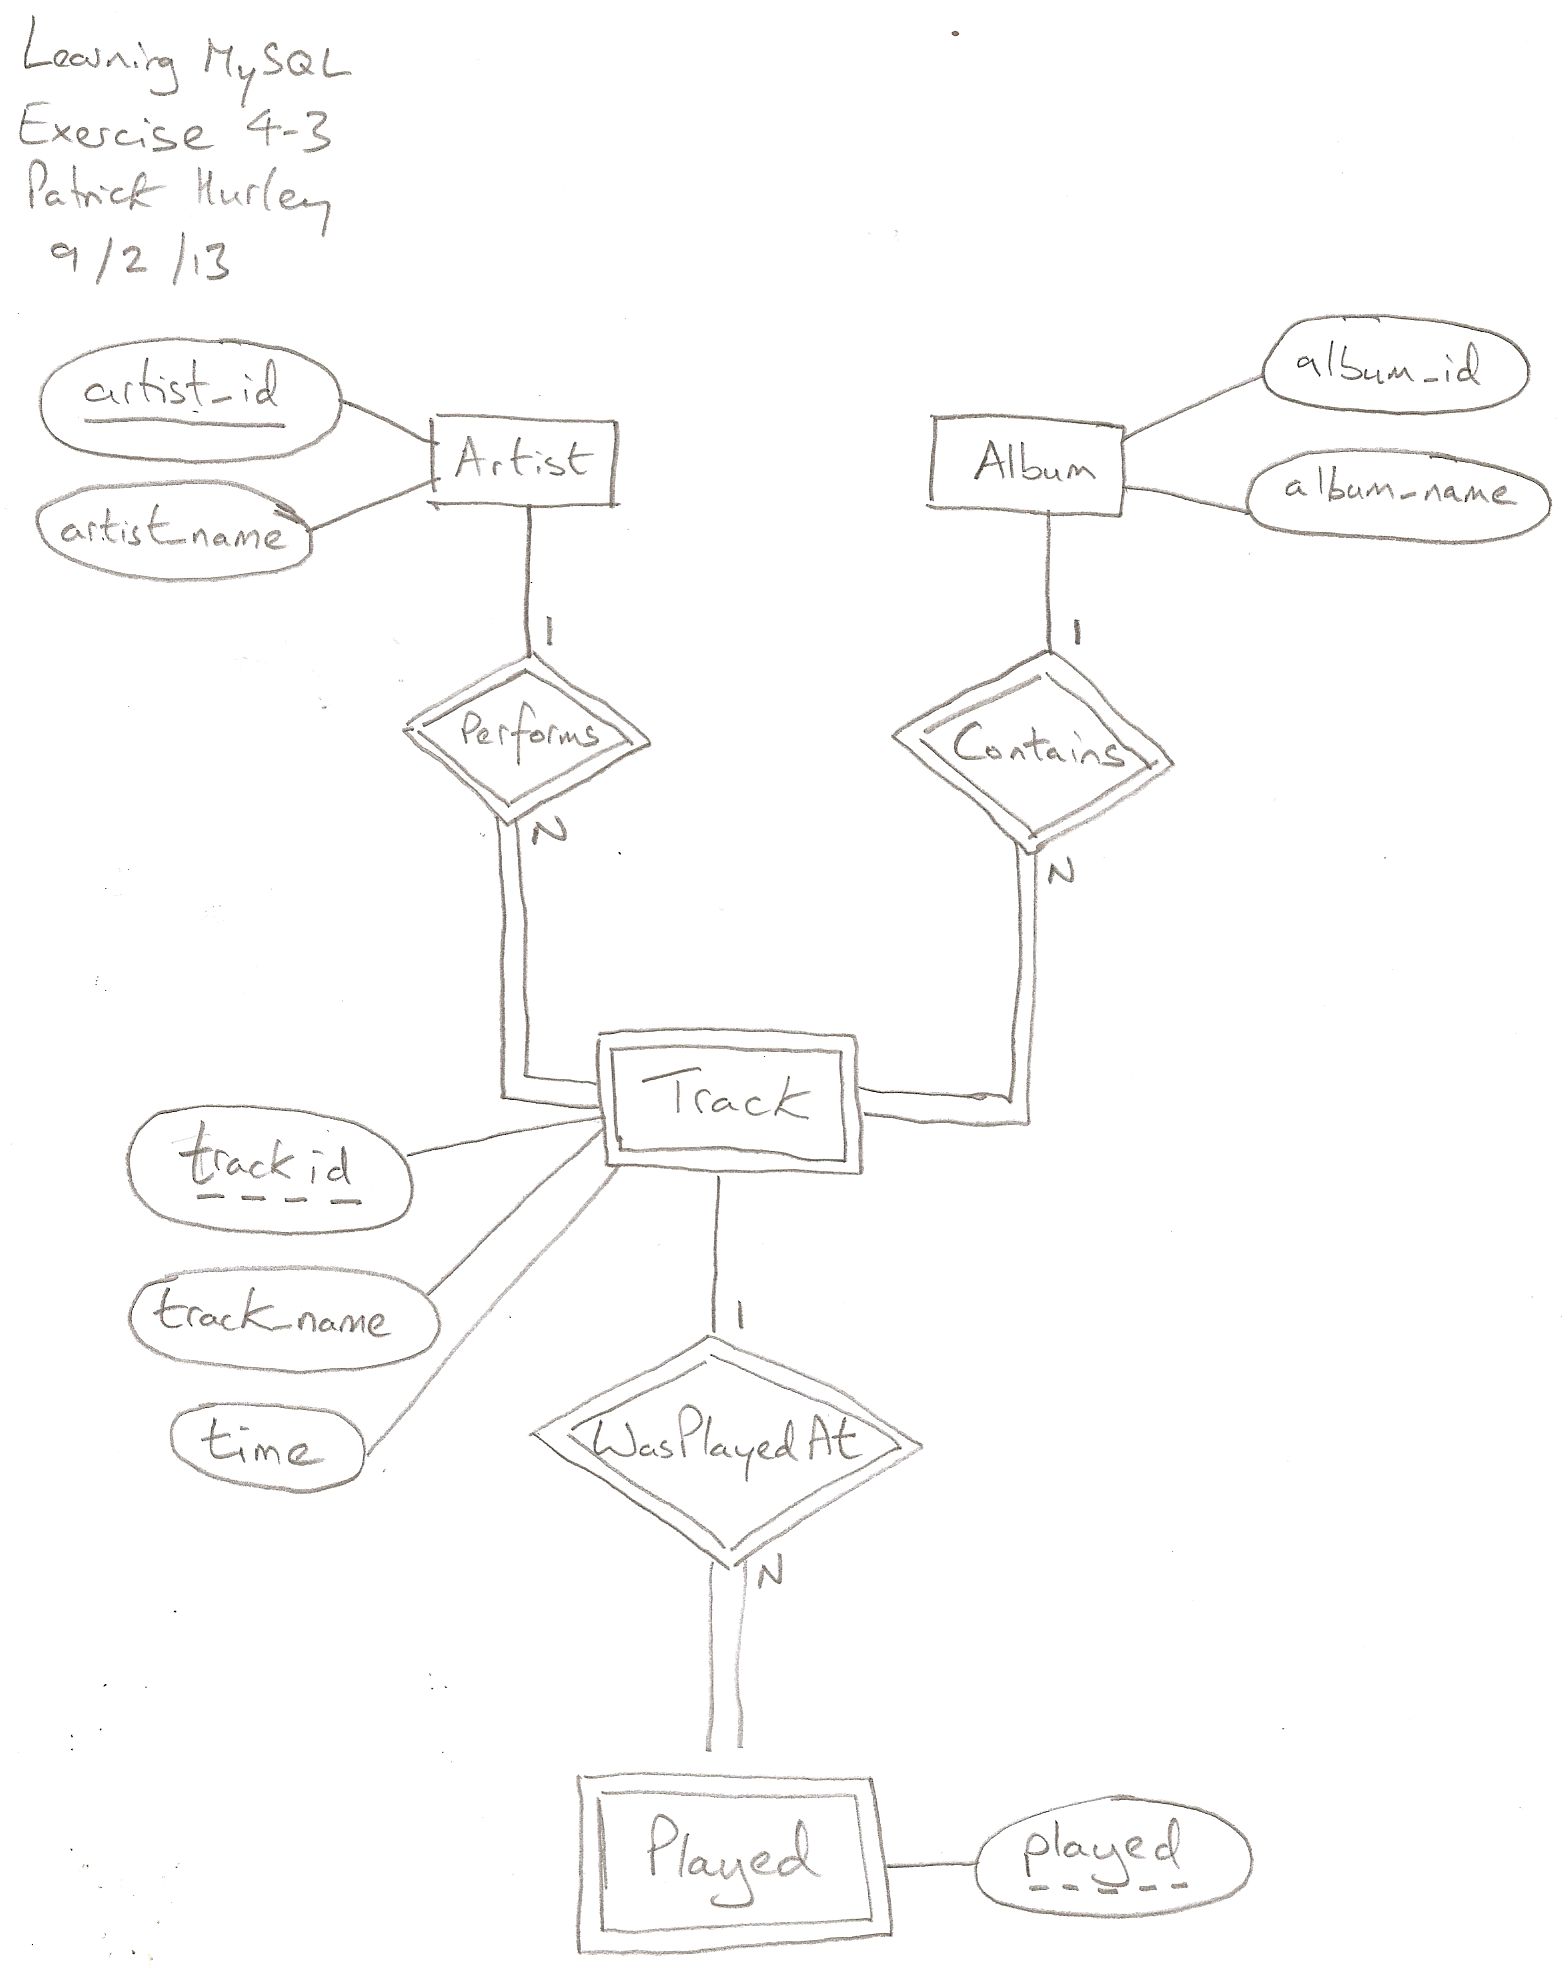 Learning MySQL
Exercise 4-3
Patrick Hurley
9/2/13
artist_id
album_id
Artist
Album
artist_name
album_name
1
1
Performs
Contains
N
N
Track
track id
track_name
1
time
WasPlayedAt
N
Played
played